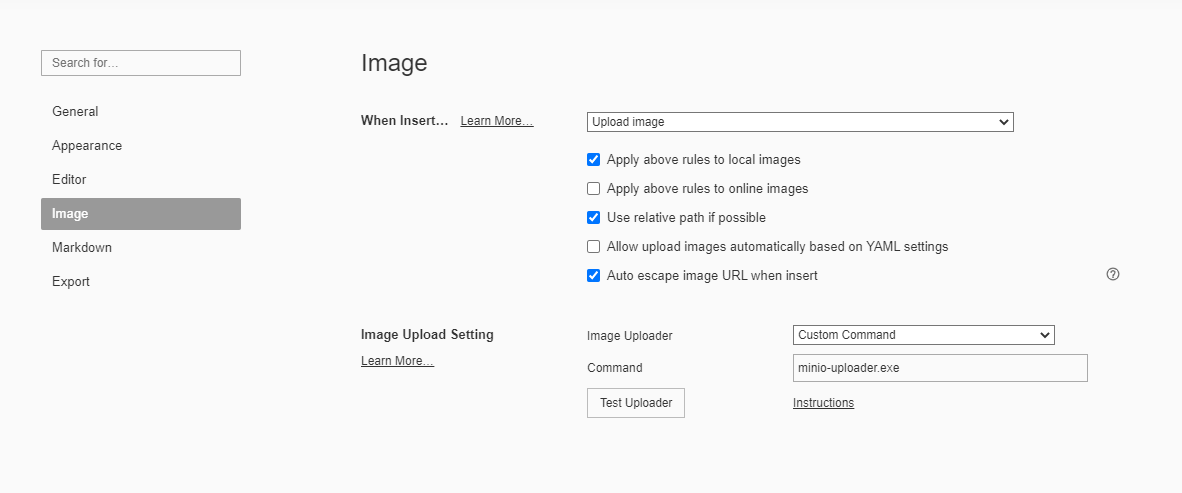 Search for…
General
Appearance
Editor
Image
Markdown
Export
Image
When Insert… Learn More… Upload image
Apply above rules to local images
Apply above rules to online images
Use relative path if possible
Allow upload images automatically based on YAML settings
Auto escape image URL when insert ?
Image Upload Setting Image Uploader Custom Command
Learn More… Command minio-uploader.exe
Test Uploader Instructions